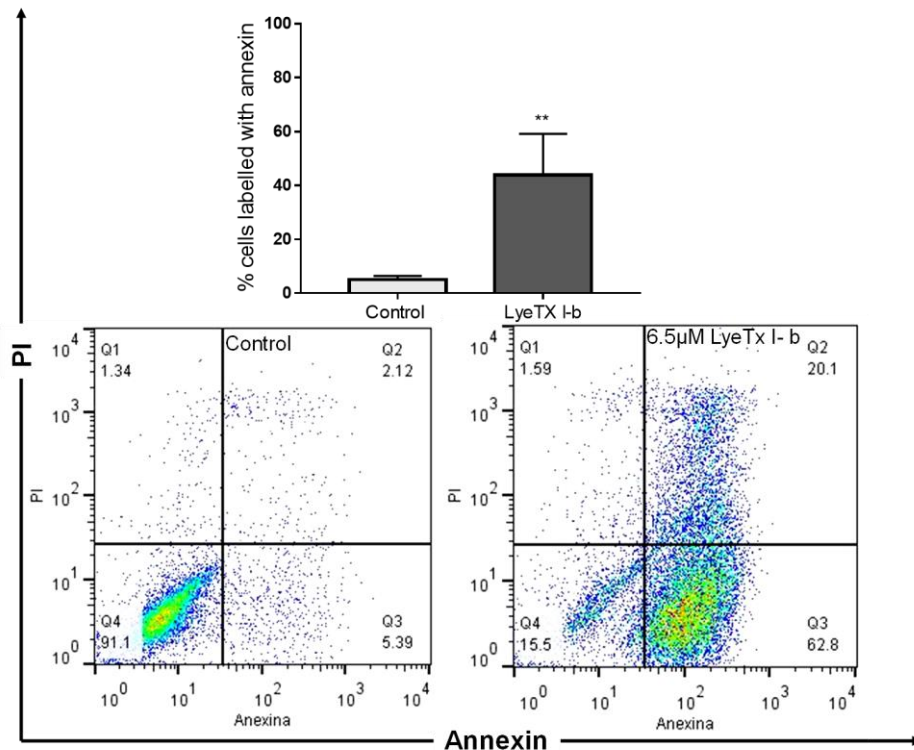 % cells labelled with annexin
100
80
60
40
20
0
**
Control
LyeTX I-b
PI
Control
Q1
1.34
Q2
2.12
Q4
91.1
Q3
5.39
PI
10^4
10^3
10^2
10^1
10^0
10^0
10^1
10^2
10^3
10^4
Anexina
6.5µM LyeTx I- b
Q1
1.59
Q2
20.1
Q4
15.5
Q3
62.8
PI
10^4
10^3
10^2
10^1
10^0
10^0
10^1
10^2
10^3
10^4
Anexina
Annexin